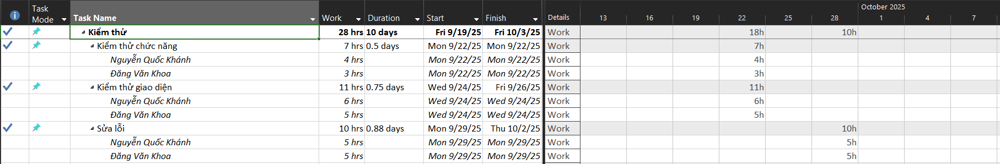 Task Mode Task Name Work Duration Start Finish Details 13 16 19 22 25 28 October 2025 1 4 7
Kiểm thử 28 hrs 10 days Fri 9/19/25 Fri 10/3/25 Work 18h 10h
Kiểm thử chức năng 7 hrs 0.5 days Mon 9/22/25 Mon 9/22/25 Work 7h
Nguyễn Quốc Khánh 4 hrs Mon 9/22/25 Mon 9/22/25 Work 4h
Đăng Văn Khoa 3 hrs Mon 9/22/25 Mon 9/22/25 Work 3h
Kiểm thử giao diện 11 hrs 0.75 days Wed 9/24/25 Fri 9/26/25 Work 11h
Nguyễn Quốc Khánh 6 hrs Wed 9/24/25 Wed 9/24/25 Work 6h
Đăng Văn Khoa 5 hrs Wed 9/24/25 Wed 9/24/25 Work 5h
Sửa lỗi 10 hrs 0.88 days Mon 9/29/25 Thu 10/2/25 Work 10h
Nguyễn Quốc Khánh 5 hrs Mon 9/29/25 Mon 9/29/25 Work 5h
Đăng Văn Khoa 5 hrs Mon 9/29/25 Mon 9/29/25 Work 5h